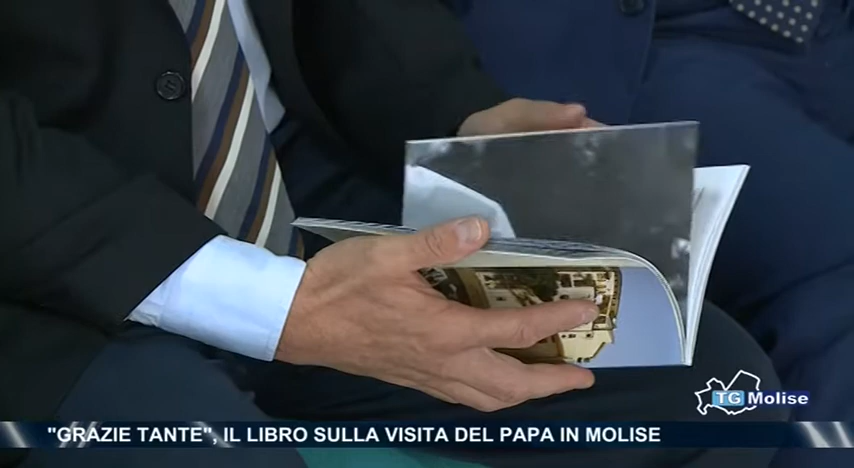 TG Molise
"GRAZIE TANTE", IL LIBRO SULLA VISITA DEL PAPA IN MOLISE